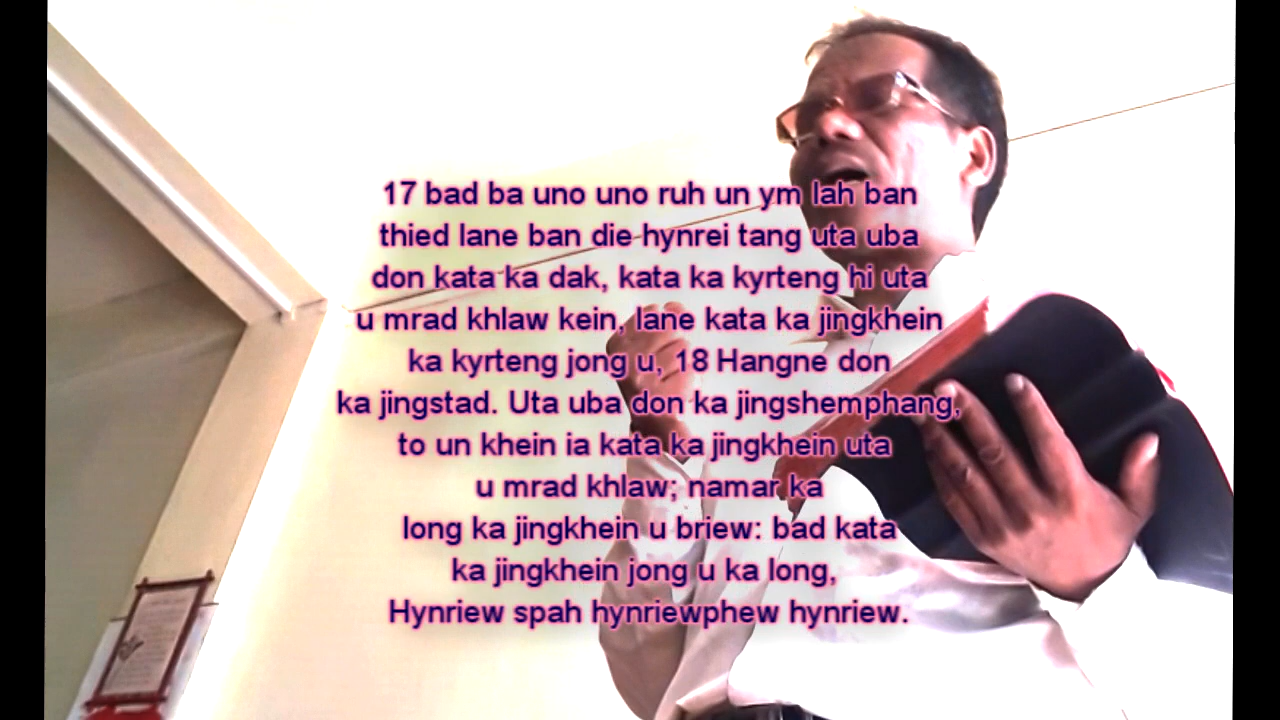 17 bad ba uno uno ruh un ym lah ban
thied lane ban die hynrei tang uta uba
don kata ka dak, kata ka kyrteng hi uta
u mrad khlaw kein, lane kata ka jingkhein
ka kyrteng jong u, 18 Hangne don
ka jingstad. Uta uba don ka jingshemphang,
to un khein ia kata ka jingkhein uta
u mrad khlaw; namar ka
long ka jingkhein u briew: bad kata
ka jingkhein jong u ka long,
Hynriew spah hynriewphew hynriew.